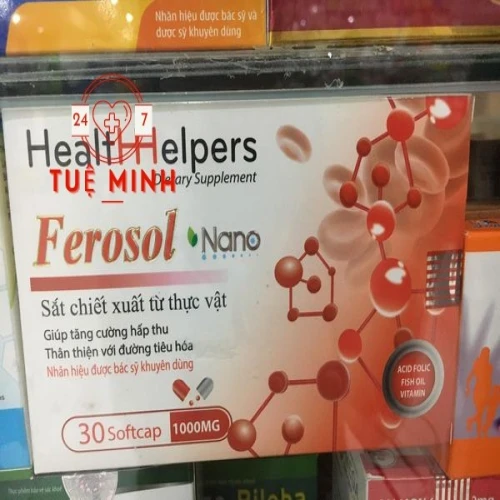 Nhãn hiệu được bác sỹ và
dược sỹ khuyên dùng
24 7
Health Helpers
TUỆ MINH
Dietary Supplement
Ferosol Nano
Sắt chiết xuất từ thực vật
Giúp tăng cường hấp thu
Thân thiện với đường tiêu hóa
Nhãn hiệu được bác sỹ khuyên dùng
ACID FOLIC
FISH OIL
VITAMIN
30 Softcap 1000MG
Biloba